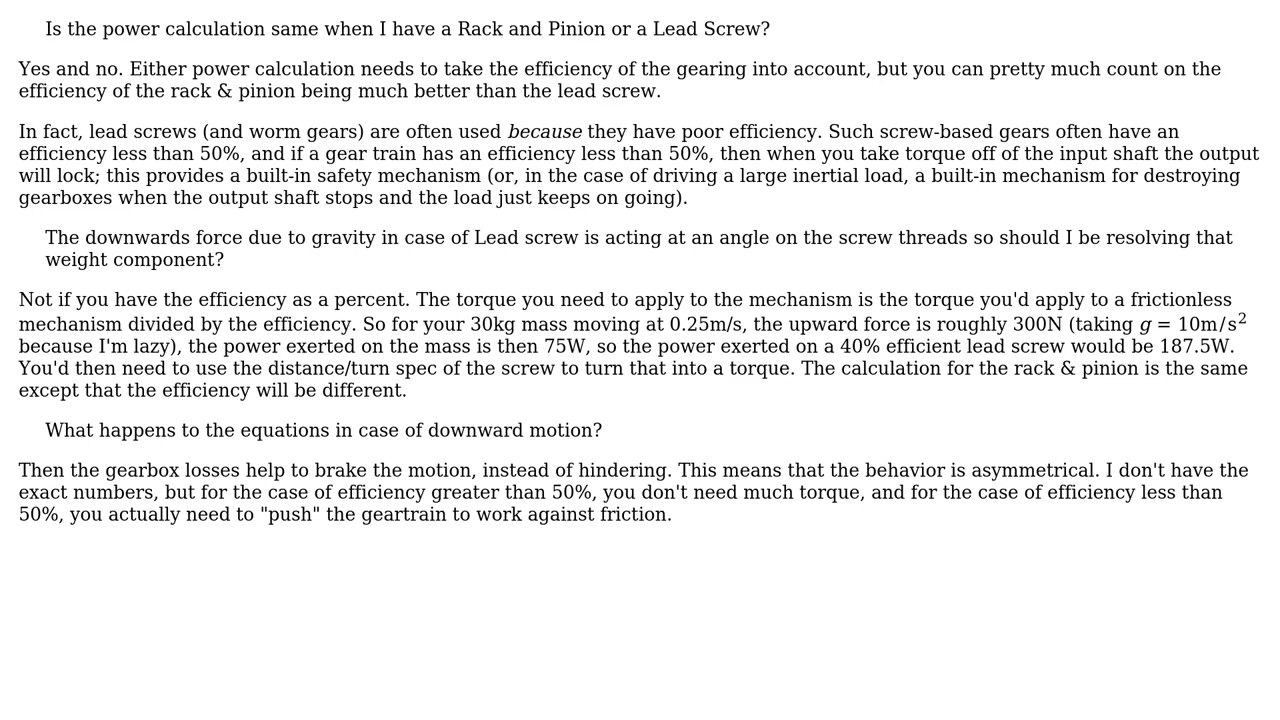 Is the power calculation same when I have a Rack and Pinion or a Lead Screw?
Yes and no. Either power calculation needs to take the efficiency of the gearing into account, but you can pretty much count on the
efficiency of the rack & pinion being much better than the lead screw.
In fact, lead screws (and worm gears) are often used because they have poor efficiency. Such screw-based gears often have an
efficiency less than 50%, and if a gear train has an efficiency less than 50%, then when you take torque off of the input shaft the output
will lock; this provides a built-in safety mechanism (or, in the case of driving a large inertial load, a built-in mechanism for destroying
gearboxes when the output shaft stops and the load just keeps on going).
The downwards force due to gravity in case of Lead screw is acting at an angle on the screw threads so should I be resolving that
weight component?
Not if you have the efficiency as a percent. The torque you need to apply to the mechanism is the torque you'd apply to a frictionless
mechanism divided by the efficiency. So for your 30kg mass moving at 0.25m/s, the upward force is roughly 300N (taking g = 10m/s²
because I'm lazy), the power exerted on the mass is then 75W, so the power exerted on a 40% efficient lead screw would be 187.5W.
You'd then need to use the distance/turn spec of the screw to turn that into a torque. The calculation for the rack & pinion is the same
except that the efficiency will be different.
What happens to the equations in case of downward motion?
Then the gearbox losses help to brake the motion, instead of hindering. This means that the behavior is asymmetrical. I don't have the
exact numbers, but for the case of efficiency greater than 50%, you don't need much torque, and for the case of efficiency less than
50%, you actually need to "push" the geartrain to work against friction.